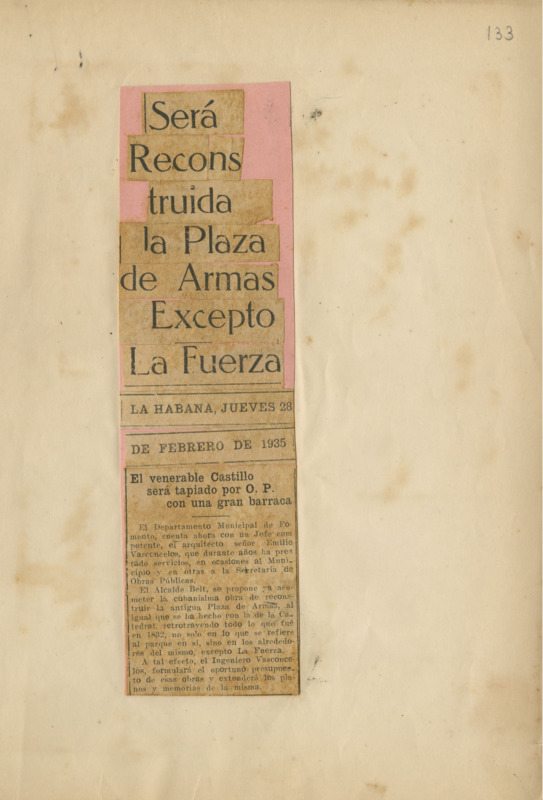 133
Será
Recons
truida
la Plaza
de Armas
Excepto
La Fuerza
LA HABANA, JUEVES 28
DE FEBRERO DE 1935
El venerable Castillo
será tapiado por O. P.
con una gran barraca
El Departamento Municipal de Fo-
mento, cuenta ahora con un Jefe com
petente, el arquitecto señor Emilio
Vasconcelos, que durante años ha pres
tado servicios, en ocasiones al Muni-
cipio y en otras a la Secretaría de
Obras Públicas.
El Alcalde Beit, se propone ya aco-
meter la cubanísima obra de recons-
truir la antigua Plaza de Armas, al
igual que se ha hecho con la de la Ca-
tedral, retrotrayendo todo lo que fué
en 1832, no solo en lo que se refiere
al parque en sí, sino en los alrededo-
res del mismo, excepto La Fuerza.
A tal efecto, el Ingeniero Vasconce-
los, formulará el oportuno presupues-
to de esas obras y extenderá los pla-
nos y memorias de la misma.